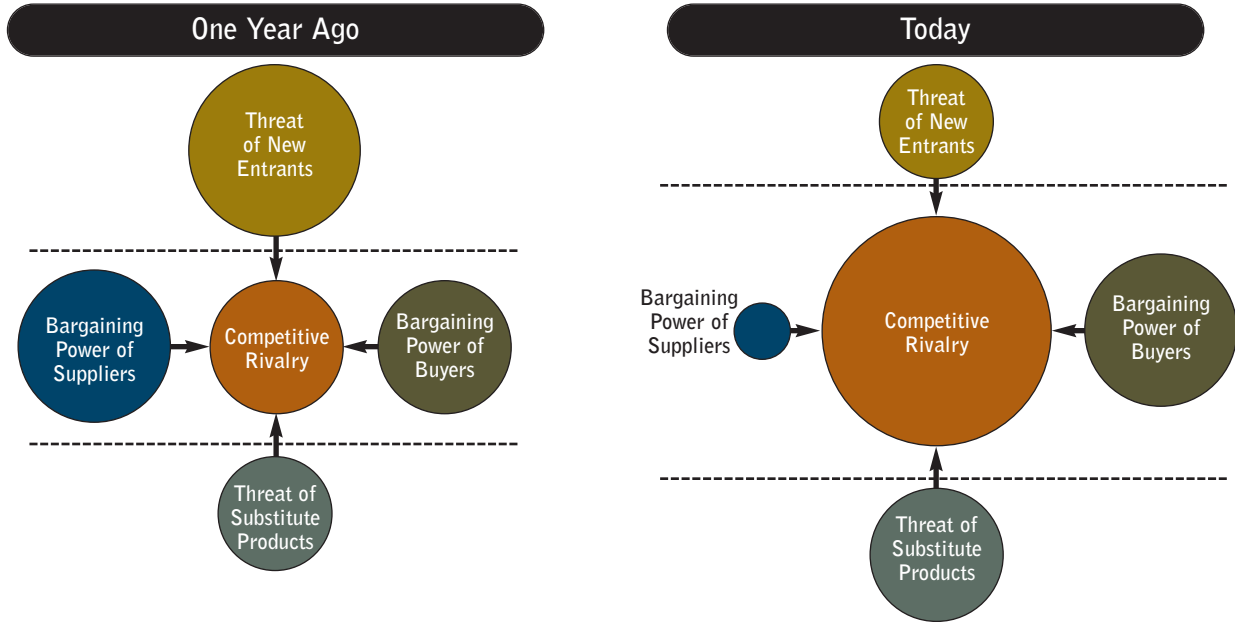 One Year Ago
Threat
of New
Entrants
Bargaining
Power of
Suppliers
Competitive
Rivalry
Bargaining
Power of
Buyers
Threat of
Substitute
Products
Today
Threat
of New
Entrants
Bargaining
Power of
Suppliers
Competitive
Rivalry
Bargaining
Power of
Buyers
Threat of
Substitute
Products